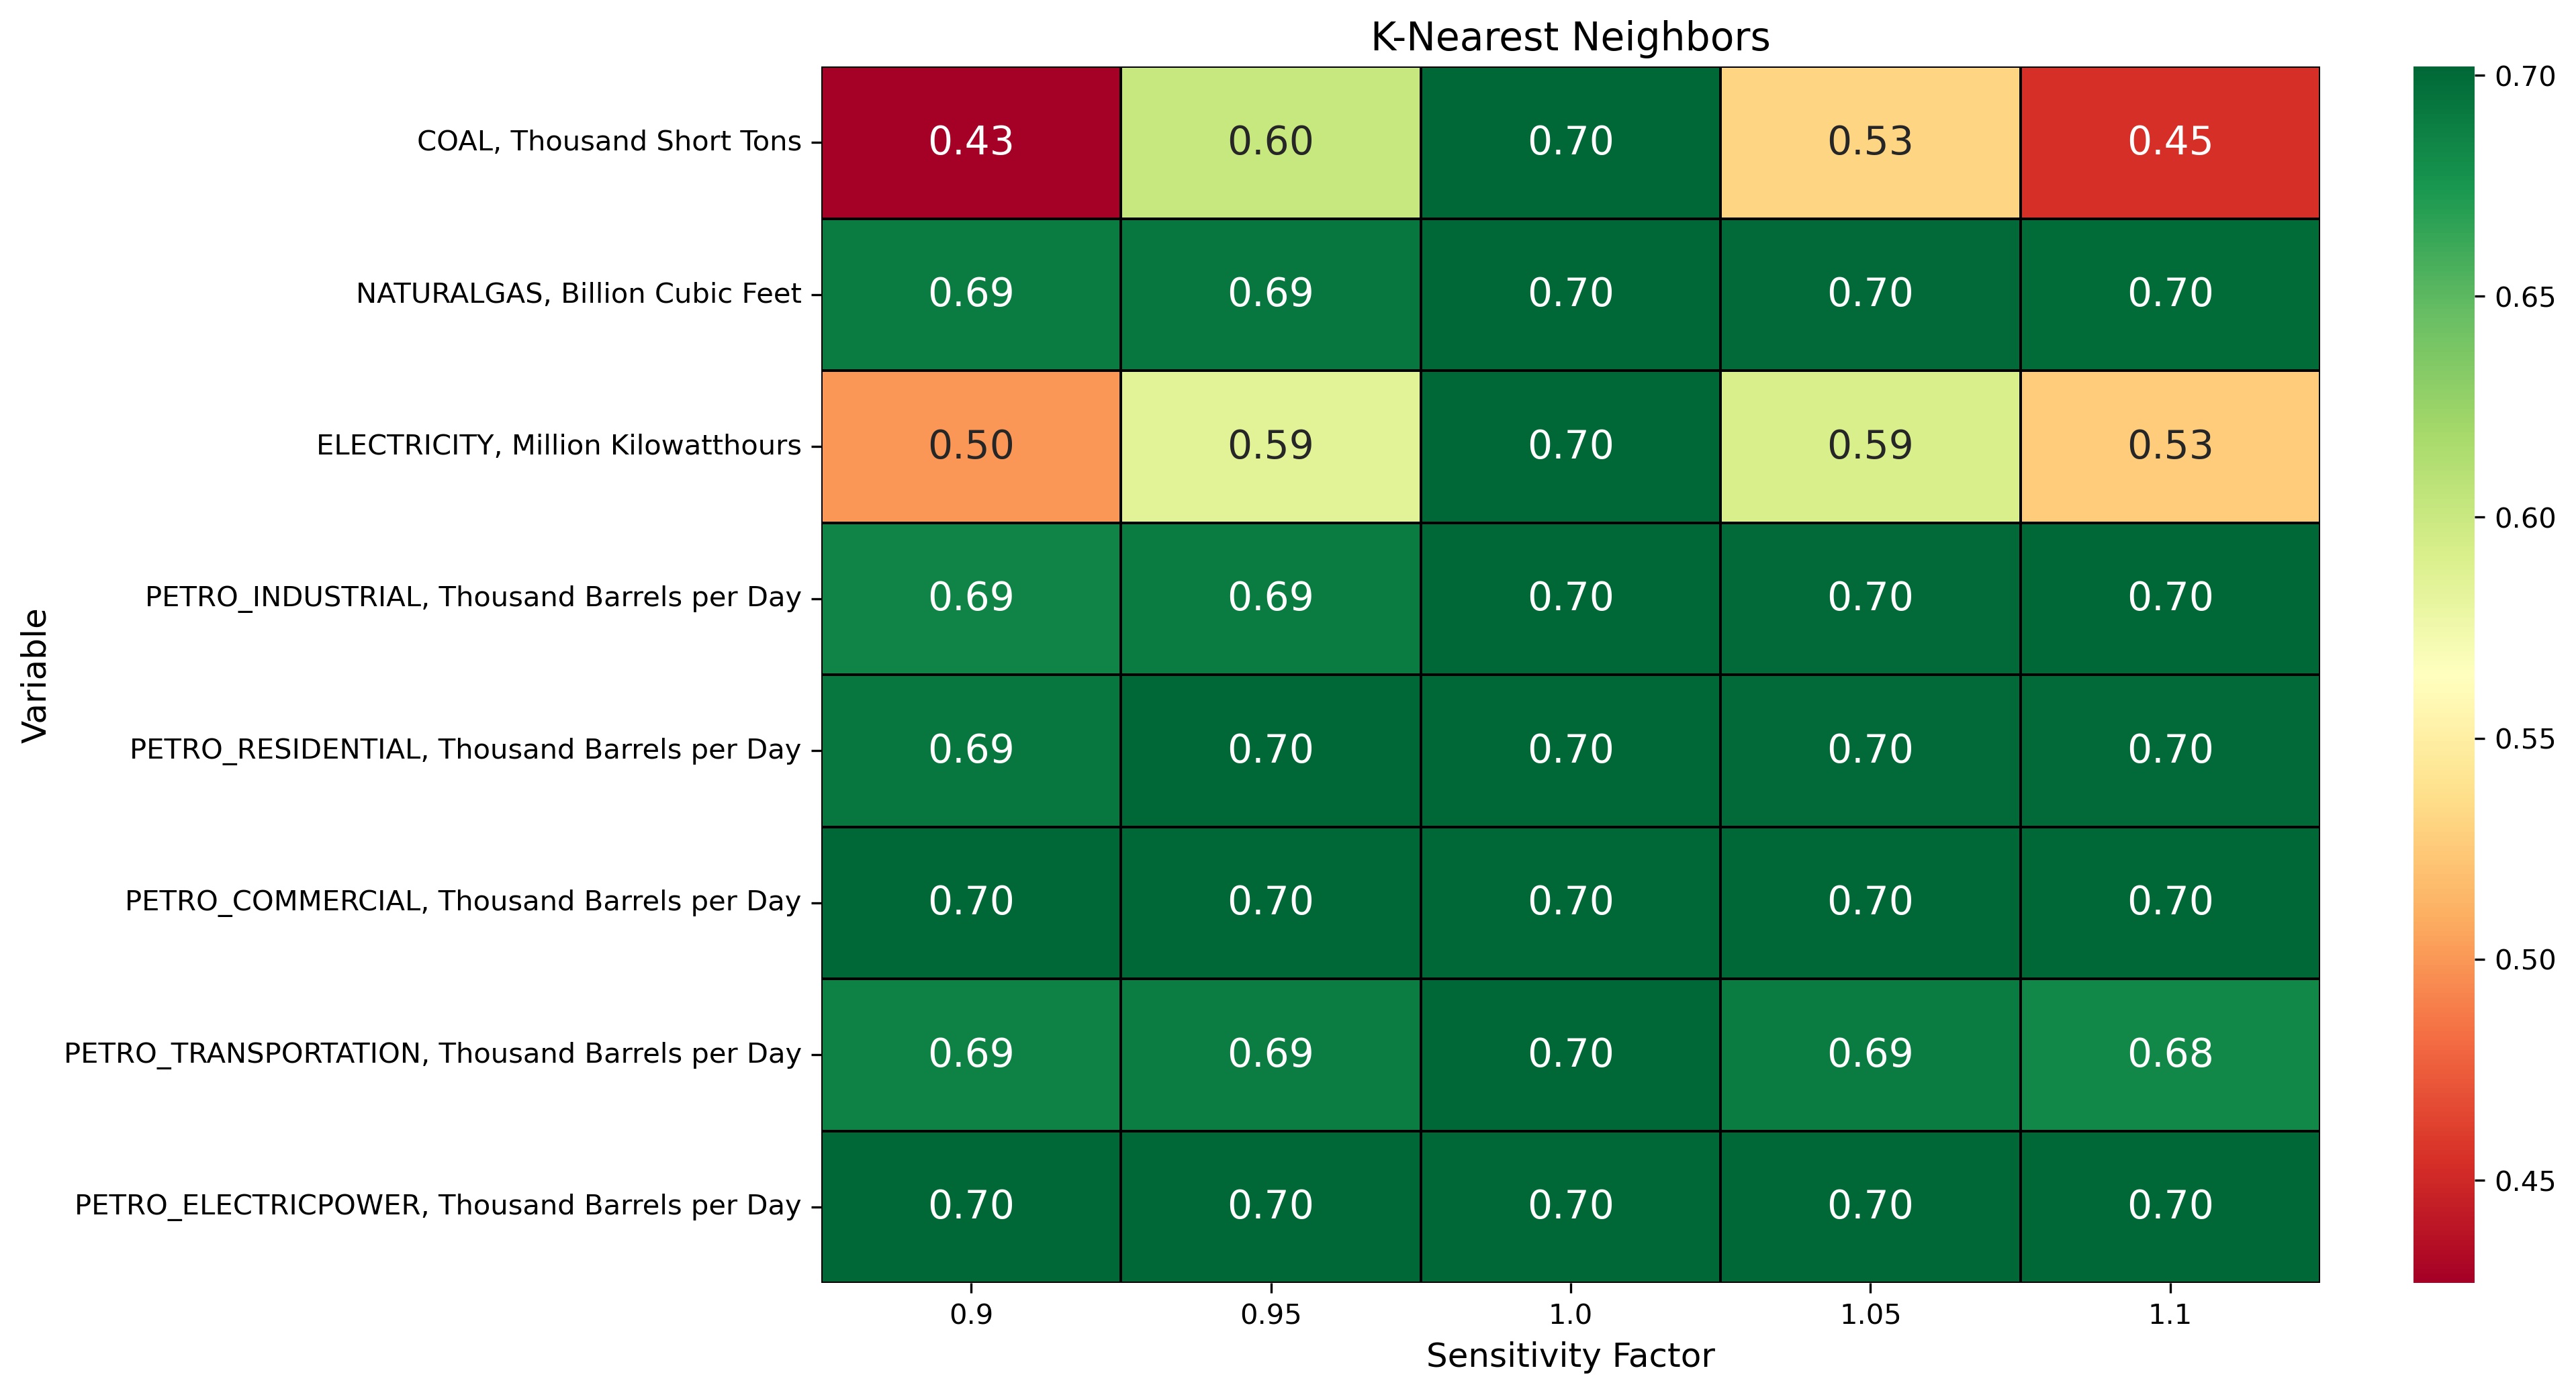 K-Nearest Neighbors
Variable
COAL, Thousand Short Tons
0.43 0.60 0.70 0.53 0.45
NATURALGAS, Billion Cubic Feet
0.69 0.69 0.70 0.70 0.70
ELECTRICITY, Million Kilowatthours
0.50 0.59 0.70 0.59 0.53
PETRO_INDUSTRIAL, Thousand Barrels per Day
0.69 0.69 0.70 0.70 0.70
PETRO_RESIDENTIAL, Thousand Barrels per Day
0.69 0.70 0.70 0.70 0.70
PETRO_COMMERCIAL, Thousand Barrels per Day
0.70 0.70 0.70 0.70 0.70
PETRO_TRANSPORTATION, Thousand Barrels per Day
0.69 0.69 0.70 0.69 0.68
PETRO_ELECTRICPOWER, Thousand Barrels per Day
0.70 0.70 0.70 0.70 0.70
0.9 0.95 1.0 1.05 1.1
Sensitivity Factor
0.70
0.65
0.60
0.55
0.50
0.45